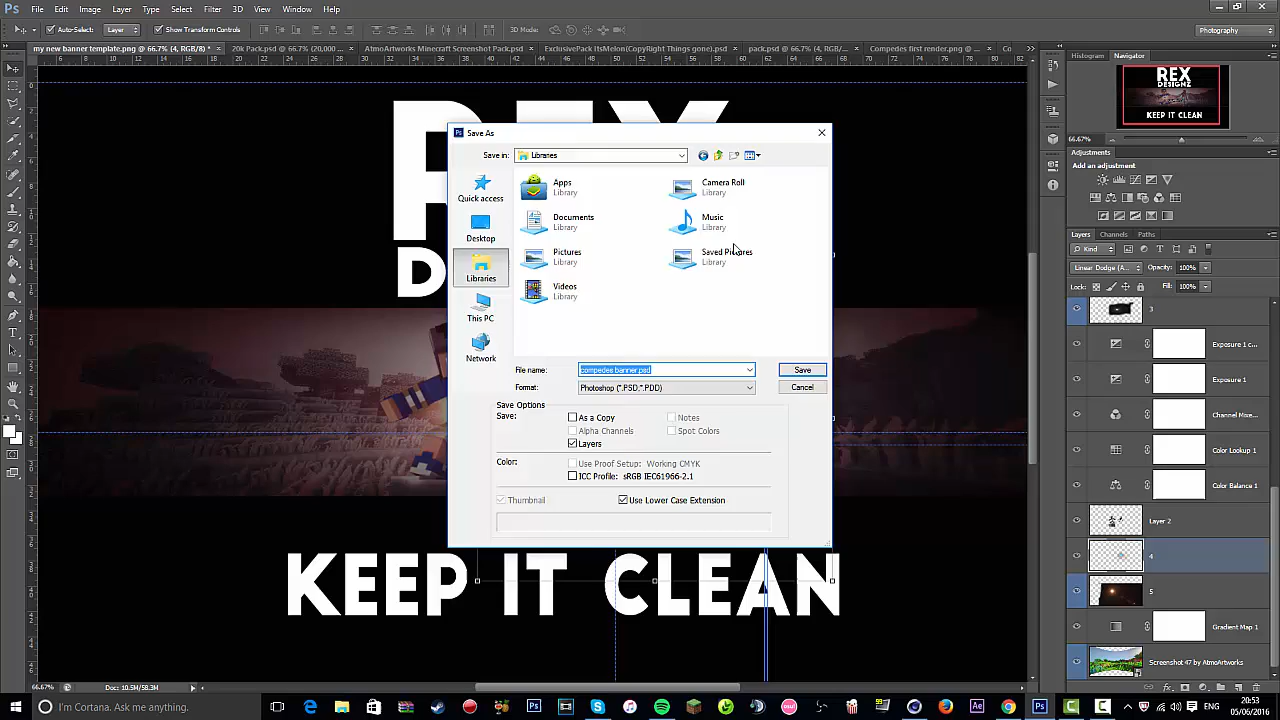 Ps File Edit Image Layer Type Select Filter 3D View Window Help
Auto-Select: Layer Show Transform Controls 3D Mode: Photography
my new banner template.png @ 66.7% (4, RGB/8) * 20k Pack.psd @ 66.7% (20,000 ... AtmoArtworks Minecraft Screenshot Pack.psd ExclusivePack ItsMelon(CopyRight Things gone).psd pack.psd @ 66.7% (4, RGB/... Compedes first render.png @ ... Co
Histogram Navigator
REX
DESIGNZ
KEEP IT CLEAN
66.67%
Adjustments
Add an adjustment
Layers Channels Paths
Kind
Linear Dodge (A... Opacity: 100%
Lock: Fill: 100%
3
Exposure 1 c...
Exposure 1
Channel Mixe...
Color Lookup 1
Color Balance 1
Layer 2
4
5
Gradient Map 1
Screenshot 47 by AtmoArtworks
REX
D
KEEP IT CLEAN
Save As
Save in: Libraries
Quick access
Desktop
Libraries
This PC
Network
Apps
Library
Camera Roll
Library
Documents
Library
Music
Library
Pictures
Library
Saved Pictures
Library
Videos
Library
File name: compedes banner.psd Save
Format: Photoshop (*.PSD;*.PDD) Cancel
Save Options
Save: As a Copy Notes
Alpha Channels Spot Colors
Layers
Color: Use Proof Setup: Working CMYK
ICC Profile: sRGB IEC61966-2.1
Thumbnail Use Lower Case Extension
66.67% Doc: 10.5M/58.3M
I'm Cortana. Ask me anything. osu! Ae ENG 20:53
05/06/2016